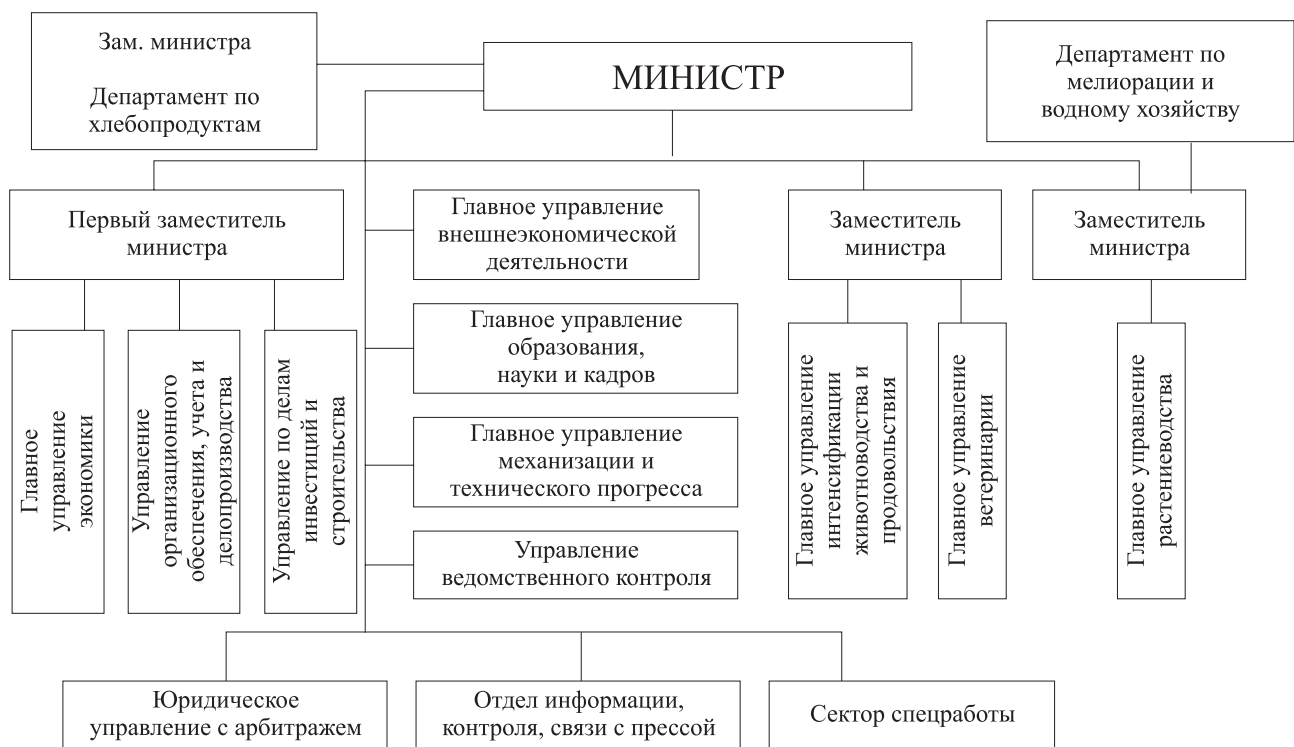 Зам. министра
Департамент по
хлебопродуктам
МИНИСТР
Департамент по
мелиорации и
водному хозяйству
Первый заместитель
министра
Главное управление
внешнеэкономической
деятельности
Заместитель
министра
Заместитель
министра
Главное управление
образования,
науки и кадров
Главное управление
механизации и
технического прогресса
Управление
ведомственного контроля
Главное
управление
экономики
Управление
организационного
обеспечения, учета и
делопроизводства
Управление по делам
инвестиций и
строительства
Главное управление
интенсификации
животноводства и
продовольствия
Главное управление
ветеринарии
Главное управление
растениеводства
Юридическое
управление с арбитражем
Отдел информации,
контроля, связи с прессой
Сектор спецработы